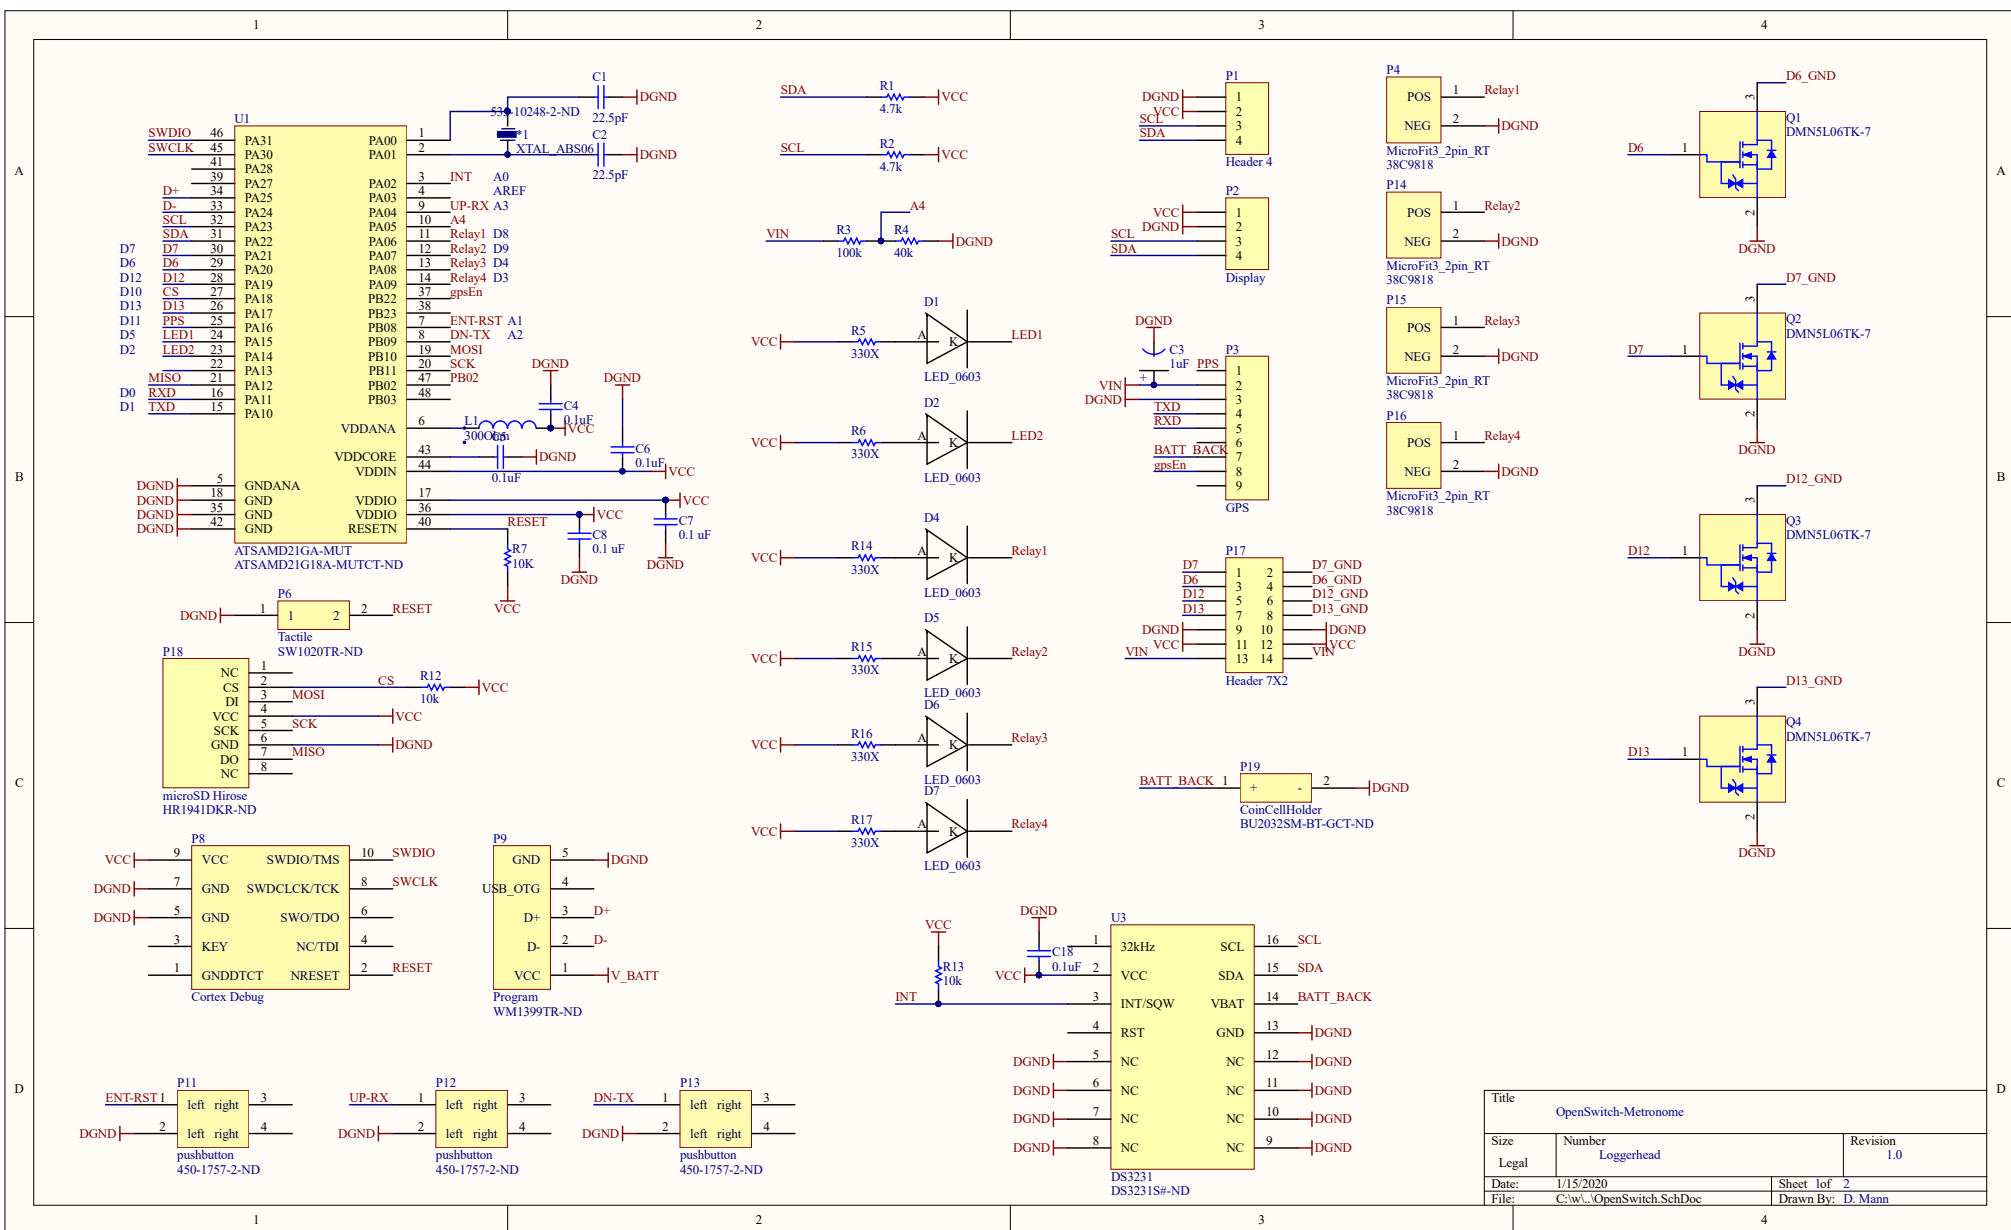 1 2 3 4
A
B
C
D
U1
SWDIO 46 PA31
SWCLK 45 PA30
41 PA28
39 PA27
D+ 34 PA25
D- 33 PA24
SCL 32 PA23
SDA 31 PA22
D7 D7 30 PA21
D6 D6 29 PA20
D12 D12 28 PA19
D10 CS 27 PA18
D13 D13 26 PA17
D11 PPS 25 PA16
D5 LED1 24 PA15
D2 LED2 23 PA14
22 PA13
MISO 21 PA12
D0 RXD 16 PA11
D1 TXD 15 PA10
DGND 5 GNDANA
DGND 18 GND
DGND 35 GND
DGND 42 GND
PA00 1
PA01 2
PA02 3 INT A0
PA03 4 AREF
PA04 9 UP-RX A3
PA05 10 A4
PA06 11 Relay1 D8
PA07 12 Relay2 D9
PA08 13 Relay3 D4
PA09 14 Relay4 D3
PB22 37 gpsEn
PB23 38
PB08 7 ENT-RST A1
PB09 8 DN-TX A2
PB10 19 MOSI
PB11 20 SCK
PB02 47 PB02
PB03 48
VDDANA 6
VDDCORE 43
VDDIN 44
VDDIO 17
VDDIO 36
RESETN 40
ATSAMD21GA-MUT
ATSAMD21G18A-MUTCT-ND
C1
DGND
22.5pF
*1
XTAL_ABS06
C2
DGND
22.5pF
L1
300Ohm
DGND
C4
0.1uF
VCC
DGND
0.1uF
DGND
C6
0.1uF
VCC
VCC
C7
0.1 uF
DGND
VCC
C8
0.1 uF
DGND
RESET
R7
10K
VCC
P6
DGND 1 1 2 2 RESET
Tactile
SW1020TR-ND
P18
NC 1
CS 2 CS R12 10k VCC
DI 3 MOSI
VCC 4 VCC
SCK 5 SCK
GND 6 DGND
DO 7 MISO
NC 8
microSD Hirose
HR1941DKR-ND
P8
VCC 9 VCC SWDIO/TMS 10 SWDIO
DGND 7 GND SWDCLCK/TCK 8 SWCLK
DGND 5 GND SWO/TDO 6
3 KEY NC/TDI 4
1 GNDDTCT NRESET 2 RESET
Cortex Debug
P9
GND 5 DGND
USB_OTG 4
D+ 3 D+
D- 2 D-
VCC 1 V_BATT
Program
WM1399TR-ND
P11
ENT-RST 1 left right 3
DGND 2 left right 4
pushbutton
450-1757-2-ND
P12
UP-RX 1 left right 3
DGND 2 left right 4
pushbutton
450-1757-2-ND
P13
DN-TX 1 left right 3
DGND 2 left right 4
pushbutton
450-1757-2-ND
SDA R1 4.7k VCC
SCL R2 4.7k VCC
A4
VIN R3 100k R4 40k DGND
D1
VCC R5 330X A K LED1
LED_0603
D2
VCC R6 330X A K LED2
LED_0603
D4
VCC R14 330X A K Relay1
LED_0603
D5
VCC R15 330X A K Relay2
LED_0603
D6
VCC R16 330X A K Relay3
LED_0603
D7
VCC R17 330X A K Relay4
LED_0603
P1
DGND 1
VCC 2
SCL 3
SDA 4
Header 4
P2
VCC 1
DGND 2
SCL 3
SDA 4
Display
DGND
C3
1uF
+
P3
PPS 1
VIN 2
DGND 3
TXD 4
RXD 5
6
BATT_BACK 7
gpsEn 8
9
GPS
P17
D7 1 2 D7_GND
D6 3 4 D6_GND
D12 5 6 D12_GND
D13 7 8 D13_GND
DGND 9 10 DGND
VCC 11 12 VCC
VIN 13 14 VIN
Header 7X2
P19
BATT_BACK 1 + - 2 DGND
CoinCellHolder
BU2032SM-BT-GCT-ND
VCC
R13
10k
INT
DGND
C18
0.1uF
VCC
U3
1 32kHz SCL 16 SCL
2 VCC SDA 15 SDA
3 INT/SQW VBAT 14 BATT_BACK
4 RST GND 13 DGND
DGND 5 NC NC 12 DGND
DGND 6 NC NC 11 DGND
DGND 7 NC NC 10 DGND
DGND 8 NC NC 9 DGND
DS3231
DS3231S#-ND
P4
POS 1 Relay1
NEG 2 DGND
MicroFit3_2pin_RT
38C9818
P14
POS 1 Relay2
NEG 2 DGND
MicroFit3_2pin_RT
38C9818
P15
POS 1 Relay3
NEG 2 DGND
MicroFit3_2pin_RT
38C9818
P16
POS 1 Relay4
NEG 2 DGND
MicroFit3_2pin_RT
38C9818
D6_GND
3
Q1
DMN5L06TK-7
D6 1
2
DGND
D7_GND
3
Q2
DMN5L06TK-7
D7 1
2
DGND
D12_GND
3
Q3
DMN5L06TK-7
D12 1
2
DGND
D13_GND
3
Q4
DMN5L06TK-7
D13 1
2
DGND
Title
OpenSwitch-Metronome
Size Number Revision
Legal Loggerhead 1.0
Date: 1/15/2020 Sheet 1of 2
File: C:\w\..\OpenSwitch.SchDoc Drawn By: D. Mann
A
B
C
D
1 2 3 4